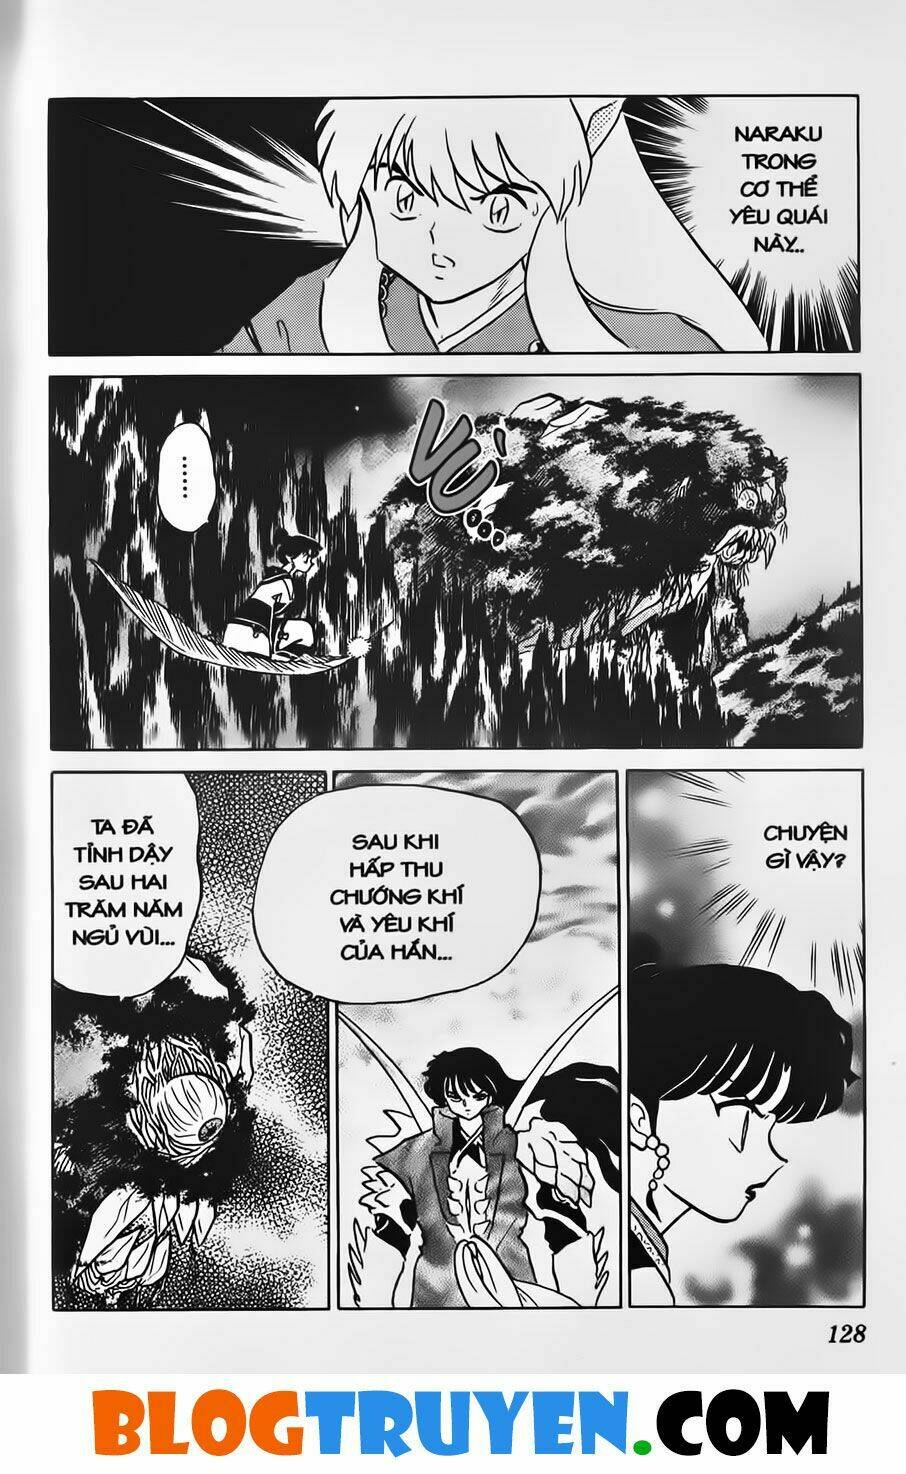 NARAKU
TRONG
CƠ THỂ
YÊU QUÁI
NÀY...
........
VÙ...
TA ĐÃ
TỈNH DẬY
SAU HAI
TRĂM NĂM
NGỦ VÙI...
SAU KHI
HẤP THU
CHƯỚNG KHÍ
VÀ YÊU KHÍ
CỦA HẮN...
CHUYỆN
GÌ VẬY?
128
BLOGTRUYEN.COM